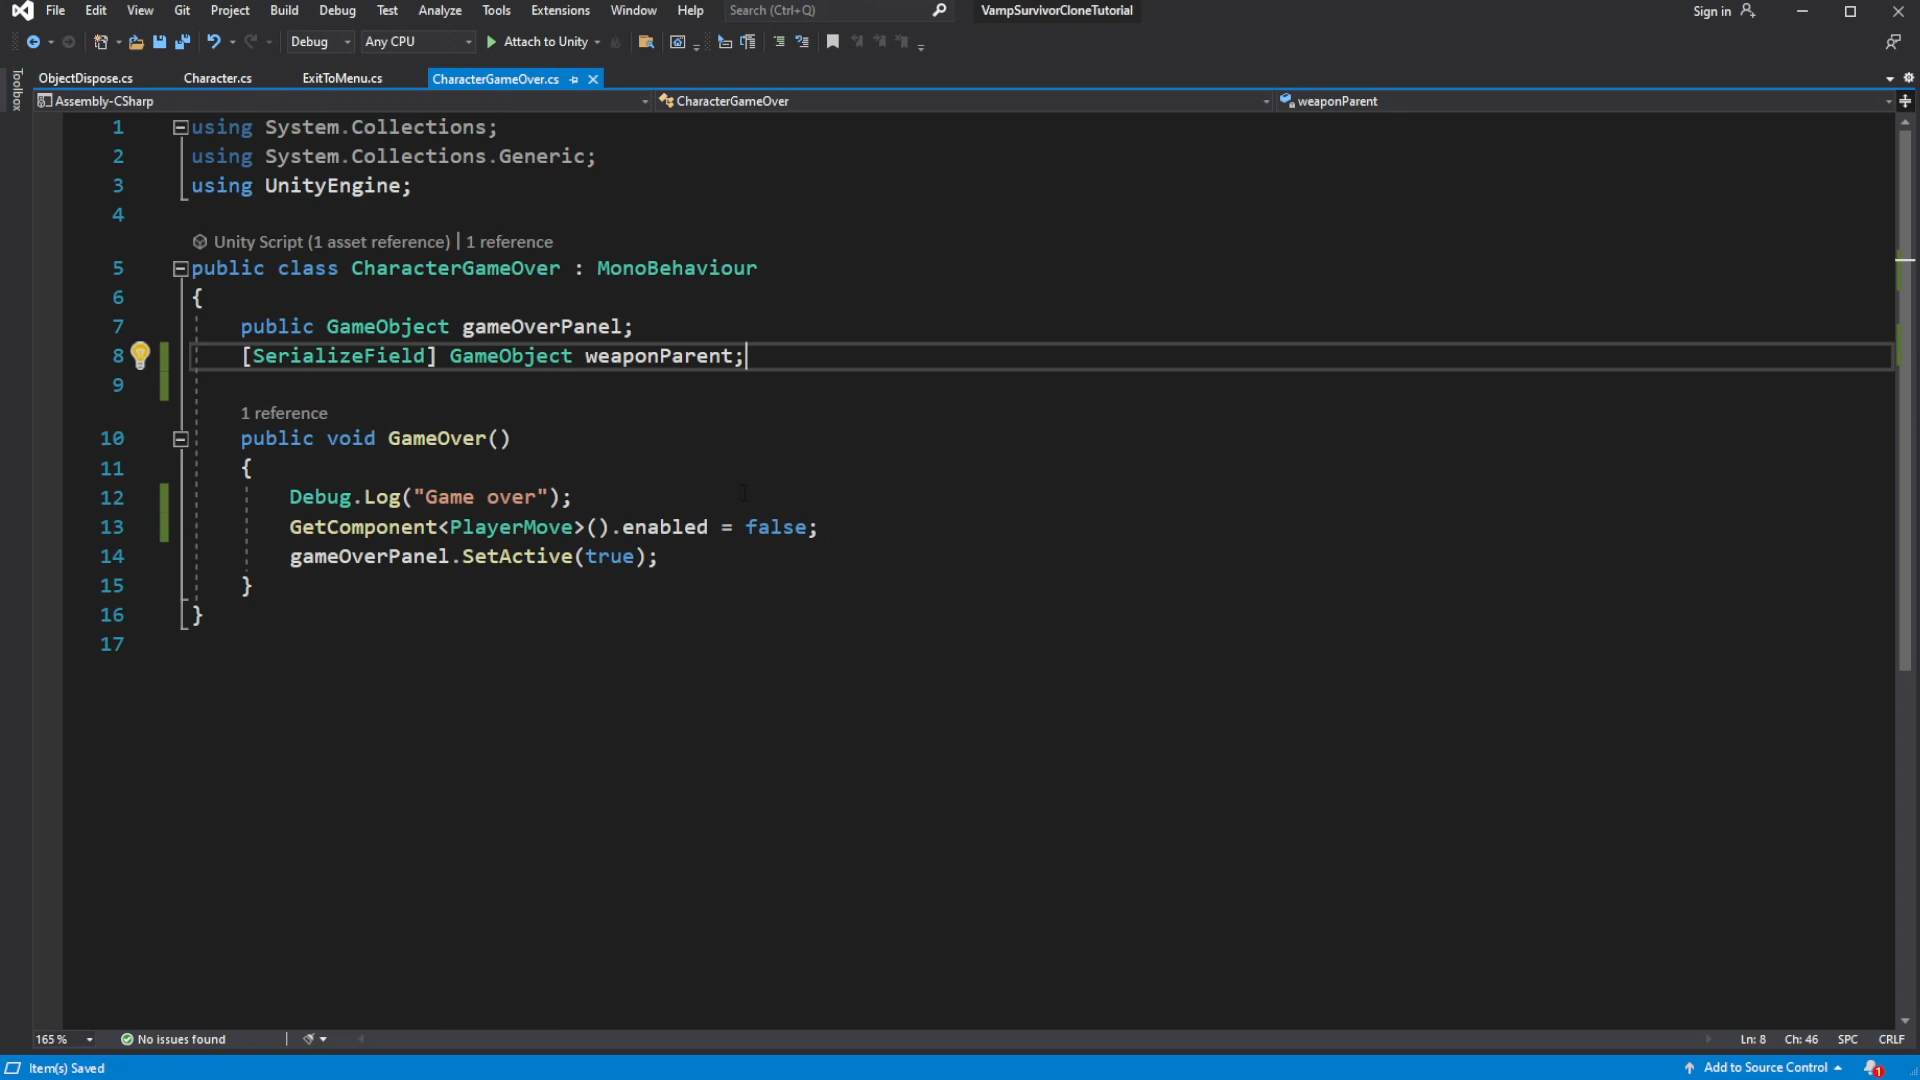 File Edit View Git Project Build Debug Test Analyze Tools Extensions Window Help Search (Ctrl+Q) VampSurvivorCloneTutorial Sign in
Debug Any CPU Attach to Unity
Toolbox
ObjectDispose.cs Character.cs ExitToMenu.cs CharacterGameOver.cs
Assembly-CSharp CharacterGameOver weaponParent
1 using System.Collections;
2 using System.Collections.Generic;
3 using UnityEngine;
4
Unity Script (1 asset reference) | 1 reference
5 public class CharacterGameOver : MonoBehaviour
6 {
7 public GameObject gameOverPanel;
8 [SerializeField] GameObject weaponParent;
9
1 reference
10 public void GameOver()
11 {
12 Debug.Log("Game over");
13 GetComponent<PlayerMove>().enabled = false;
14 gameOverPanel.SetActive(true);
15 }
16 }
17
165 % No issues found Ln: 8 Ch: 46 SPC CRLF
Item(s) Saved Add to Source Control 1